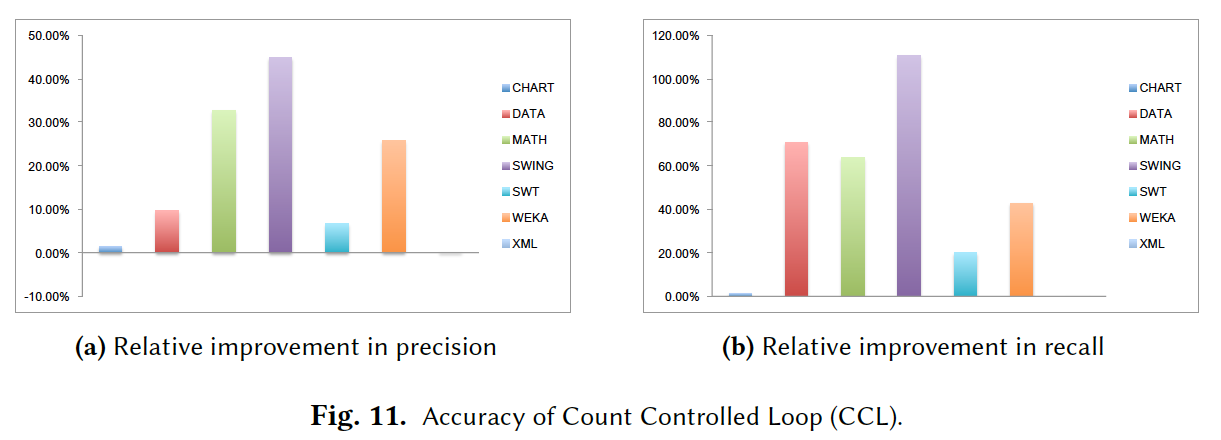 50.00%
40.00%
30.00%
20.00%
10.00%
0.00%
-10.00%
CHART
DATA
MATH
SWING
SWT
WEKA
XML
(a) Relative improvement in precision
120.00%
100.00%
80.00%
60.00%
40.00%
20.00%
0.00%
CHART
DATA
MATH
SWING
SWT
WEKA
XML
(b) Relative improvement in recall
Fig. 11. Accuracy of Count Controlled Loop (CCL).